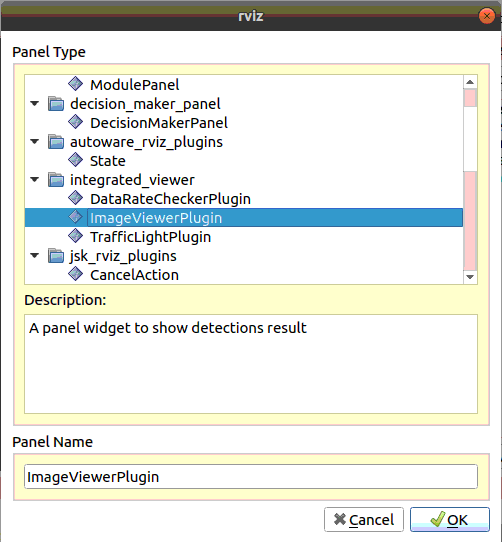 rviz
Panel Type
ModulePanel
decision_maker_panel
DecisionMakerPanel
autoware_rviz_plugins
State
integrated_viewer
DataRateCheckerPlugin
ImageViewerPlugin
TrafficLightPlugin
jsk_rviz_plugins
CancelAction
Description:
A panel widget to show detections result
Panel Name
ImageViewerPlugin
Cancel OK